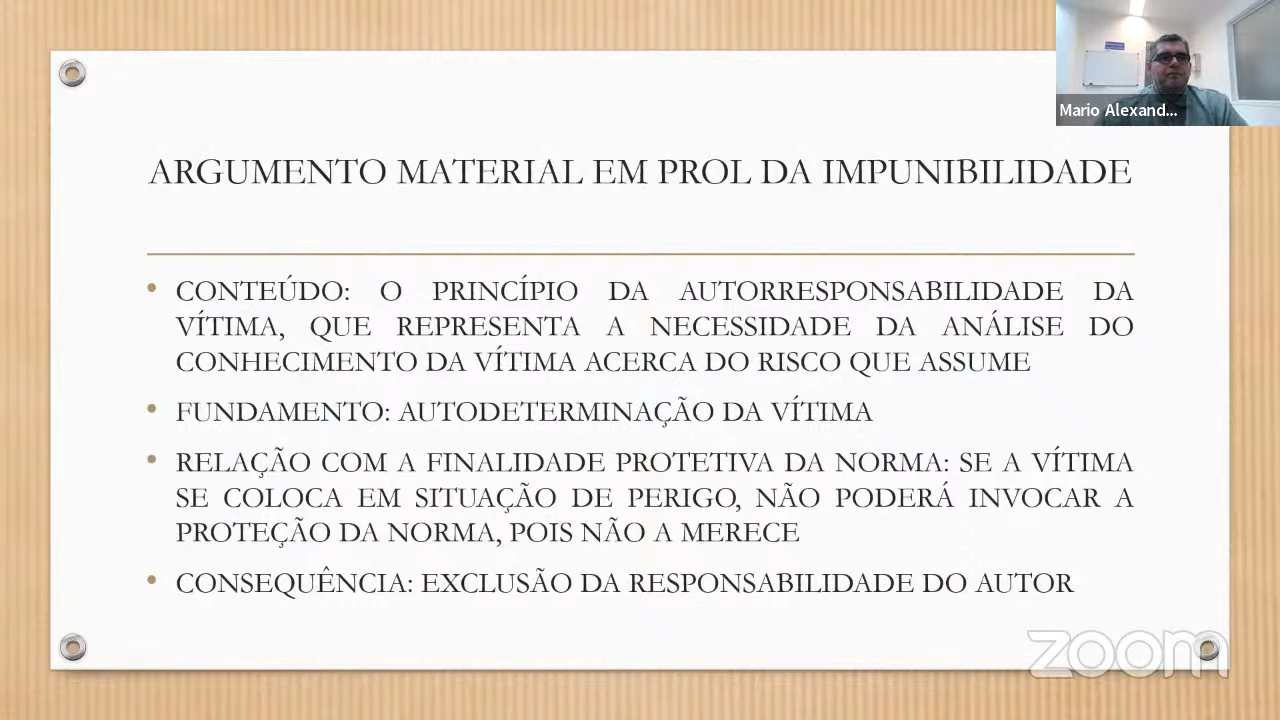 Mario Alexand...
ARGUMENTO MATERIAL EM PROL DA IMPUNIBILIDADE
• CONTEÚDO: O PRINCÍPIO DA AUTORRESPONSABILIDADE DA
VÍTIMA, QUE REPRESENTA A NECESSIDADE DA ANÁLISE DO
CONHECIMENTO DA VÍTIMA ACERCA DO RISCO QUE ASSUME
• FUNDAMENTO: AUTODETERMINAÇÃO DA VÍTIMA
• RELAÇÃO COM A FINALIDADE PROTETIVA DA NORMA: SE A VÍTIMA
SE COLOCA EM SITUAÇÃO DE PERIGO, NÃO PODERÁ INVOCAR A
PROTEÇÃO DA NORMA, POIS NÃO A MERECE
• CONSEQUÊNCIA: EXCLUSÃO DA RESPONSABILIDADE DO AUTOR
zoom